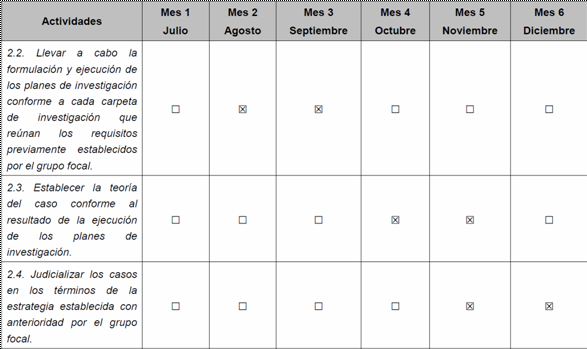 Actividades
Mes 1
Julio
Mes 2
Agosto
Mes 3
Septiembre
Mes 4
Octubre
Mes 5
Noviembre
Mes 6
Diciembre
2.2. Llevar a cabo la
formulación y ejecución de
los planes de investigación
conforme a cada carpeta
de investigación que
reúnan los requisitos
previamente establecidos
por el grupo focal.
☐ ☒ ☒ ☐ ☐ ☐
2.3. Establecer la teoría
del caso conforme al
resultado de la ejecución
de los planes de
investigación.
☐ ☐ ☐ ☒ ☒ ☐
2.4. Judicializar los casos
en los términos de la
estrategia establecida con
anterioridad por el grupo
focal.
☐ ☐ ☐ ☐ ☒ ☒